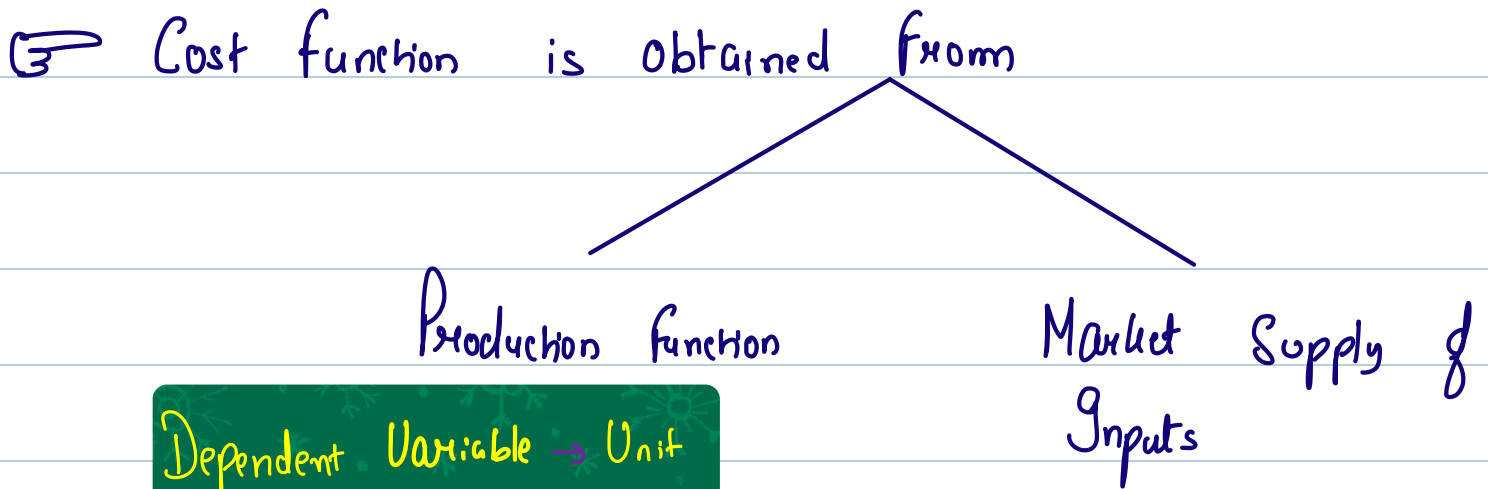 Cost function is obtained from
Production function
Market Supply of
Inputs
Dependent Variable → Unit